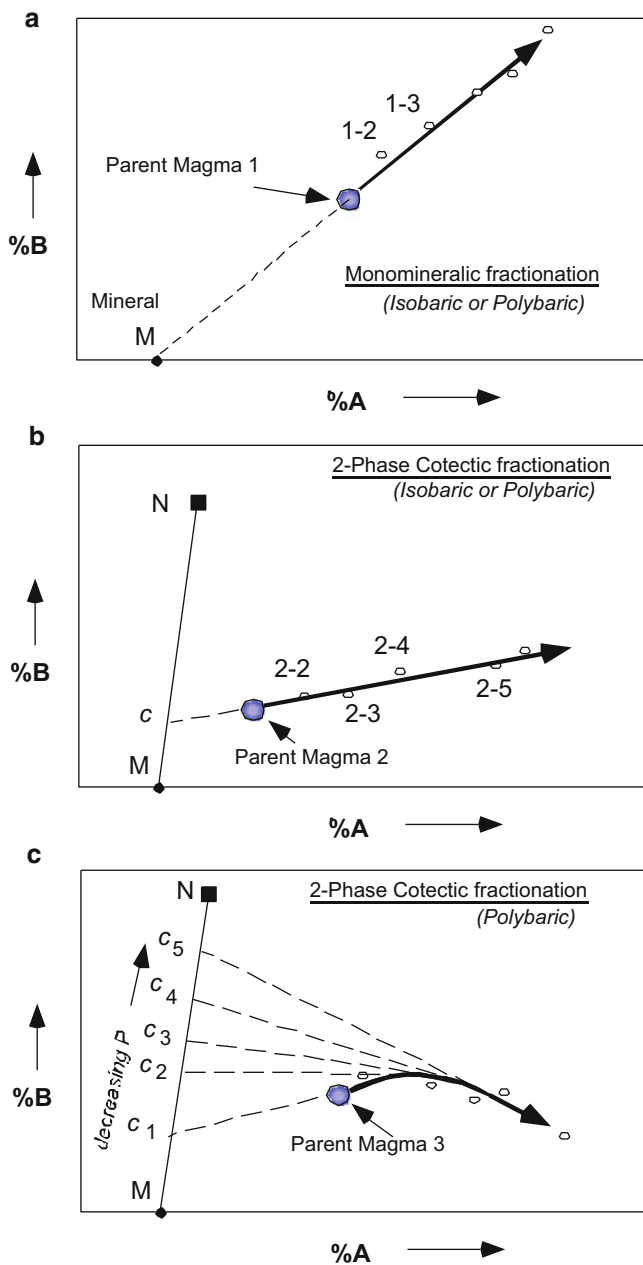 a
1-3
1-2
Parent Magma 1
%B
Monomineralic fractionation
(Isobaric or Polybaric)
Mineral
M
%A
b
2-Phase Cotectic fractionation
(Isobaric or Polybaric)
N
%B
2-4
2-2
2-5
2-3
c
Parent Magma 2
M
%A
c
2-Phase Cotectic fractionation
(Polybaric)
N
c5
c4
c3
c2
c1
decreasing P
%B
Parent Magma 3
M
%A